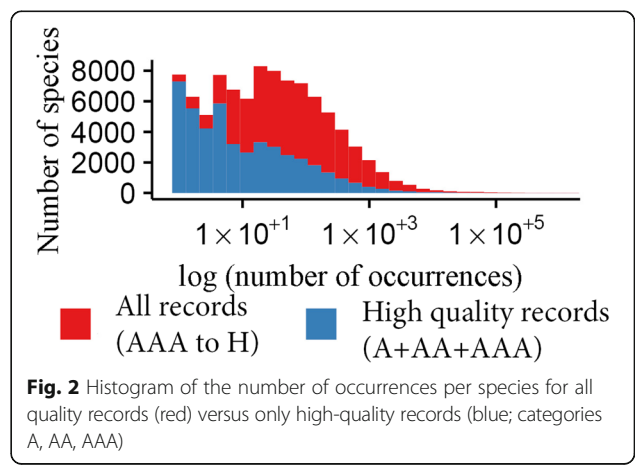 Number of species
8000
6000
4000
2000
0
1×10⁺¹ 1×10⁺³ 1×10⁺⁵
log (number of occurrences)
All records
(AAA to H)
High quality records
(A+AA+AAA)
Fig. 2 Histogram of the number of occurrences per species for all
quality records (red) versus only high-quality records (blue; categories
A, AA, AAA)